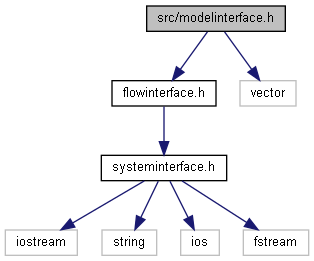 src/modelinterface.h
flowinterface.h
vector
systeminterface.h
iostream
string
ios
fstream